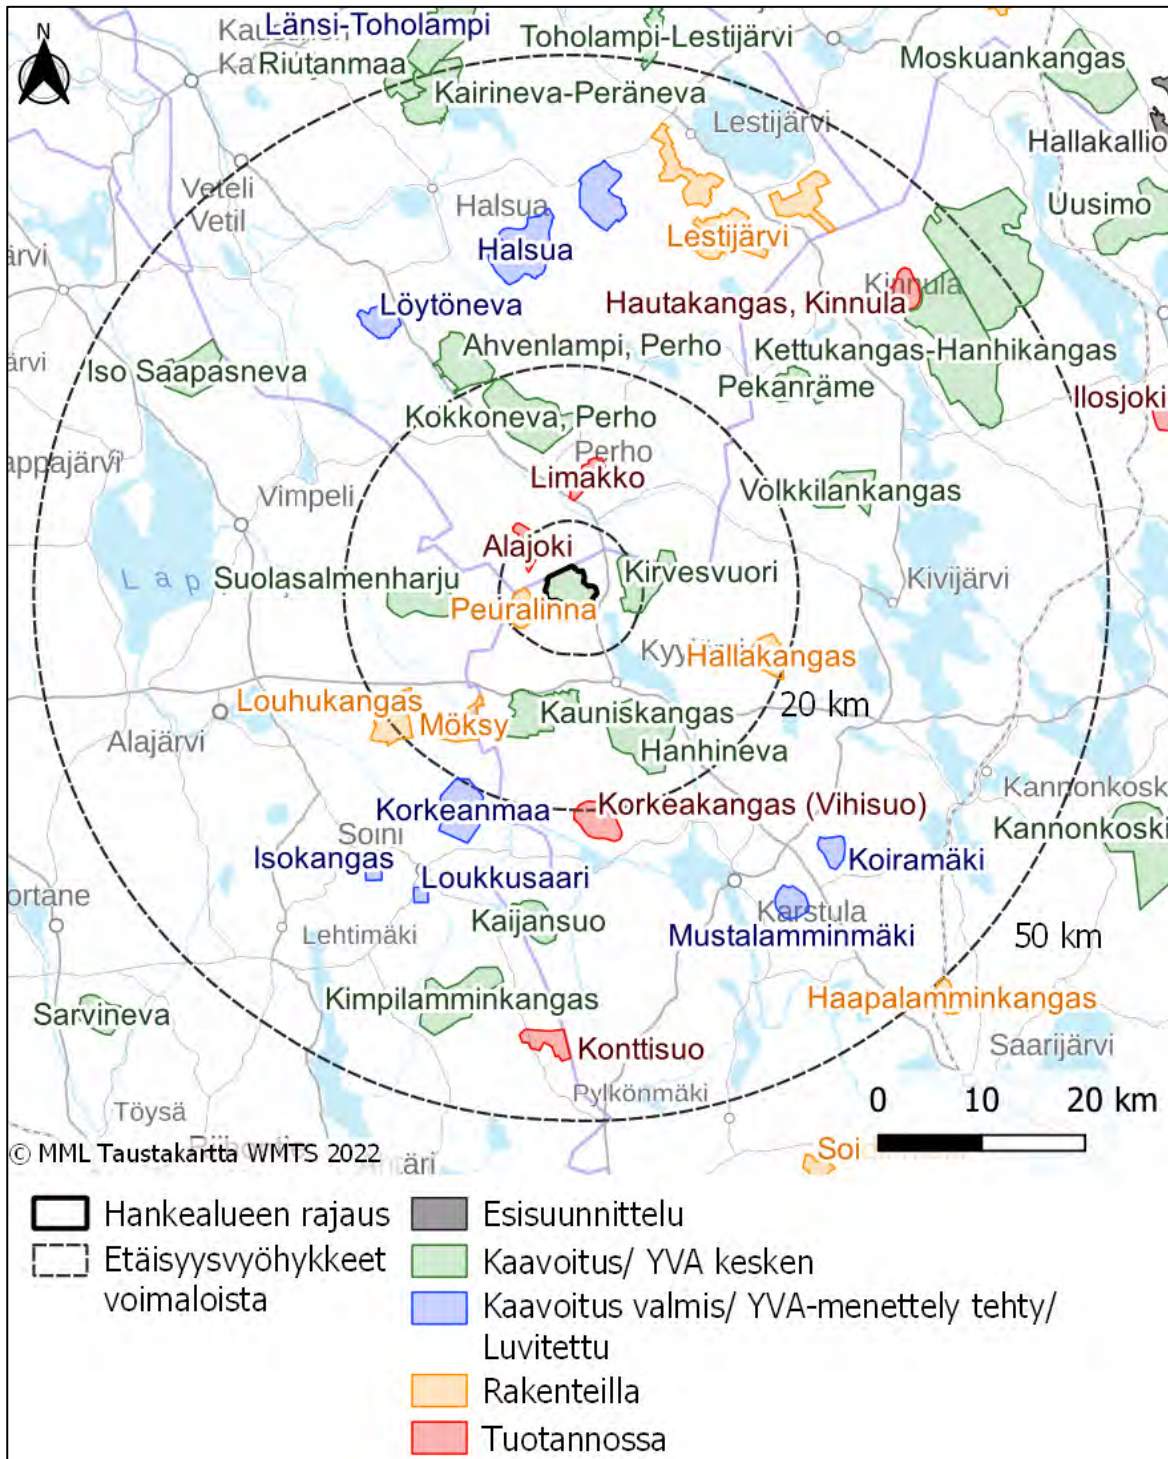 N
Länsi-Toholampi
Toholampi-Lestijärvi
Riutanmaa
Moskuankangas
Kairineva-Peräneva
Lestijärvi
Hallakallio
Veteli
Vetil
Halsua
Uusimo
Halsua
Lestijärvi
Kinnula
Hautakangas, Kinnula
Löytöneva
Ahvenlampi, Perho
Kettukangas-Hanhikangas
Iso Saapasneva
Pekanräme
Ilosjoki
Kokkoneva, Perho
Perho
Limakko
Volkkilankangas
Vimpeli
Alajoki
Kirvesvuori
Suolasalmenharju
Kivijärvi
Peuralinna
Hallakangas
Louhukangas
20 km
Möksy
Kauniskangas
Alajärvi
Hanhineva
Kannonkosk
Korkeanmaa
Korkeakangas (Vihisuo)
Kannonkoski
Soini
Isokangas
Koiramäki
Loukkusaari
Karstula
Kaijansuo
Lehtimäki
Mustalamminmäki
50 km
Kimpilamminkangas
Haapalamminkangas
Sarvineva
Konttisuo
Saarijärvi
Pylkönmäki
Töysä
0 10 20 km
© MML Taustakartta WMTS 2022
Soi
Hankealueen rajaus
Etäisyysvyöhykkeet
voimaloista
Esisuunnittelu
Kaavoitus/ YVA kesken
Kaavoitus valmis/ YVA-menettely tehty/
Luvitettu
Rakenteilla
Tuotannossa